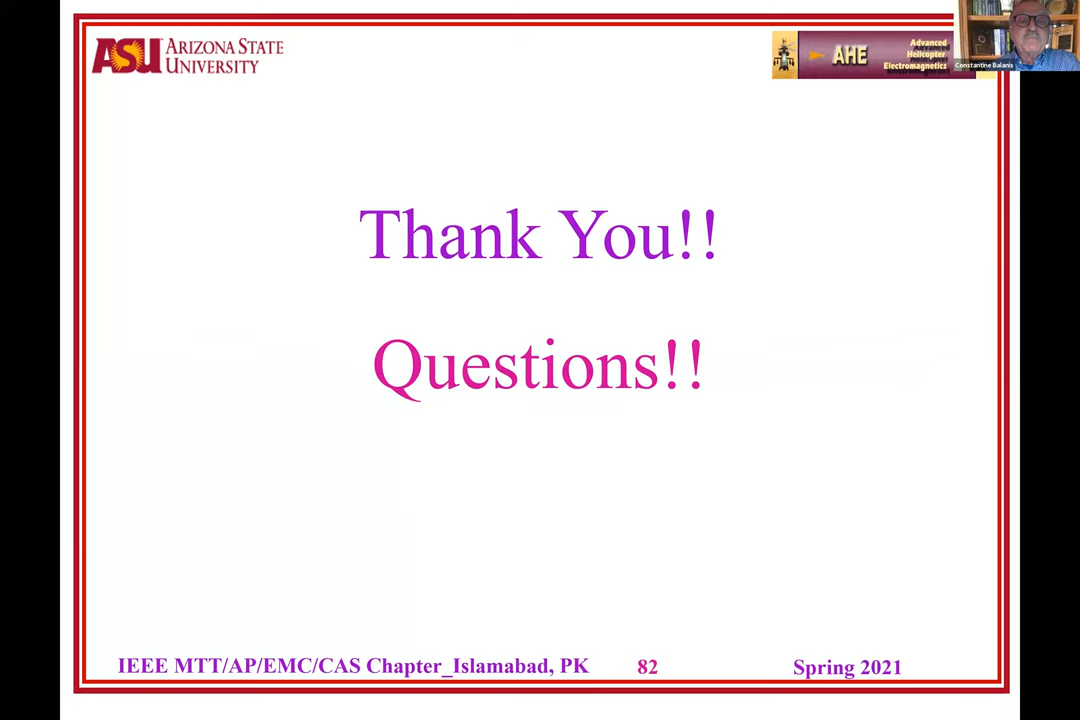 ASU ARIZONA STATE
UNIVERSITY
AHE
Advanced
Helicopter
Electromagnetics
Constantine Balanis
Thank You!!
Questions!!
IEEE MTT/AP/EMC/CAS Chapter_Islamabad, PK 82 Spring 2021